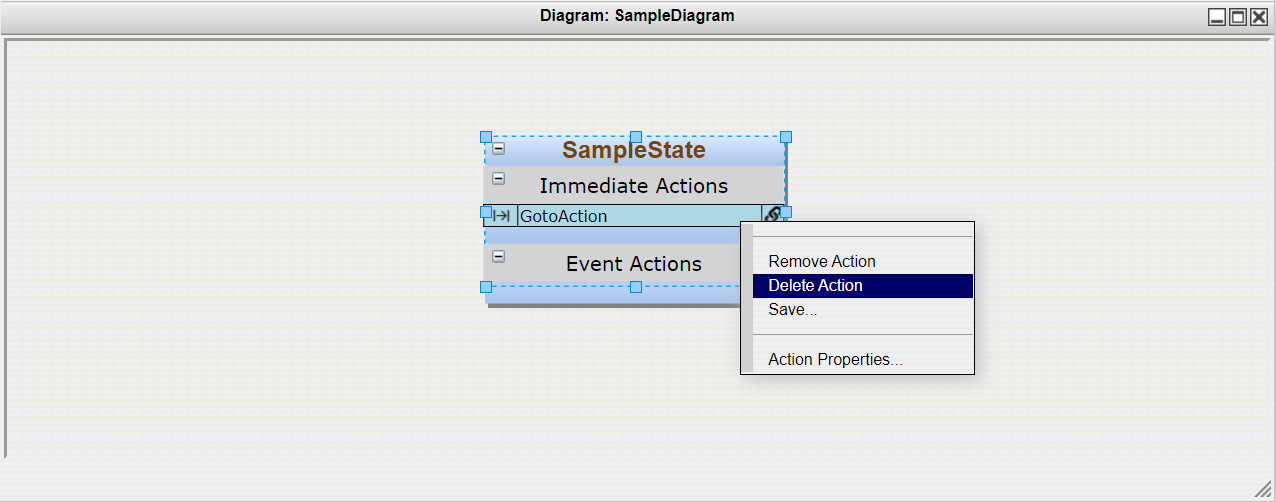 Diagram: SampleDiagram
SampleState
Immediate Actions
GotoAction
Event Actions
Remove Action
Delete Action
Save...
Action Properties...